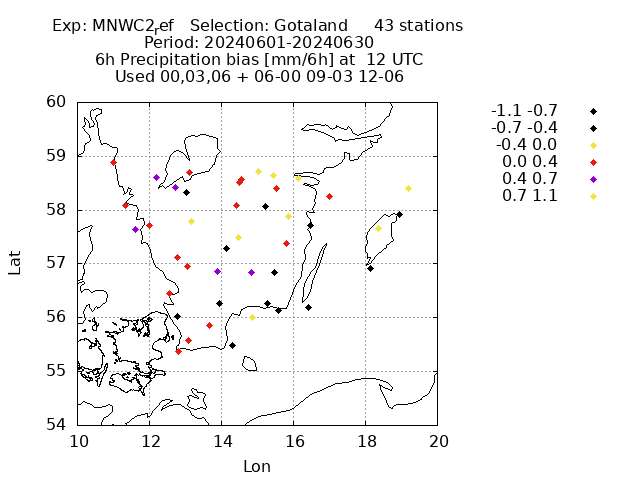 Exp: MNWC2ref Selection: Gotaland 43 stations
Period: 20240601-20240630
6h Precipitation bias [mm/6h] at 12 UTC
Used 00,03,06 + 06-00 09-03 12-06
-1.1 -0.7
-0.7 -0.4
-0.4 0.0
0.0 0.4
0.4 0.7
0.7 1.1
60
59
58
57
56
55
54
Lat
10 12 14 16 18 20
Lon